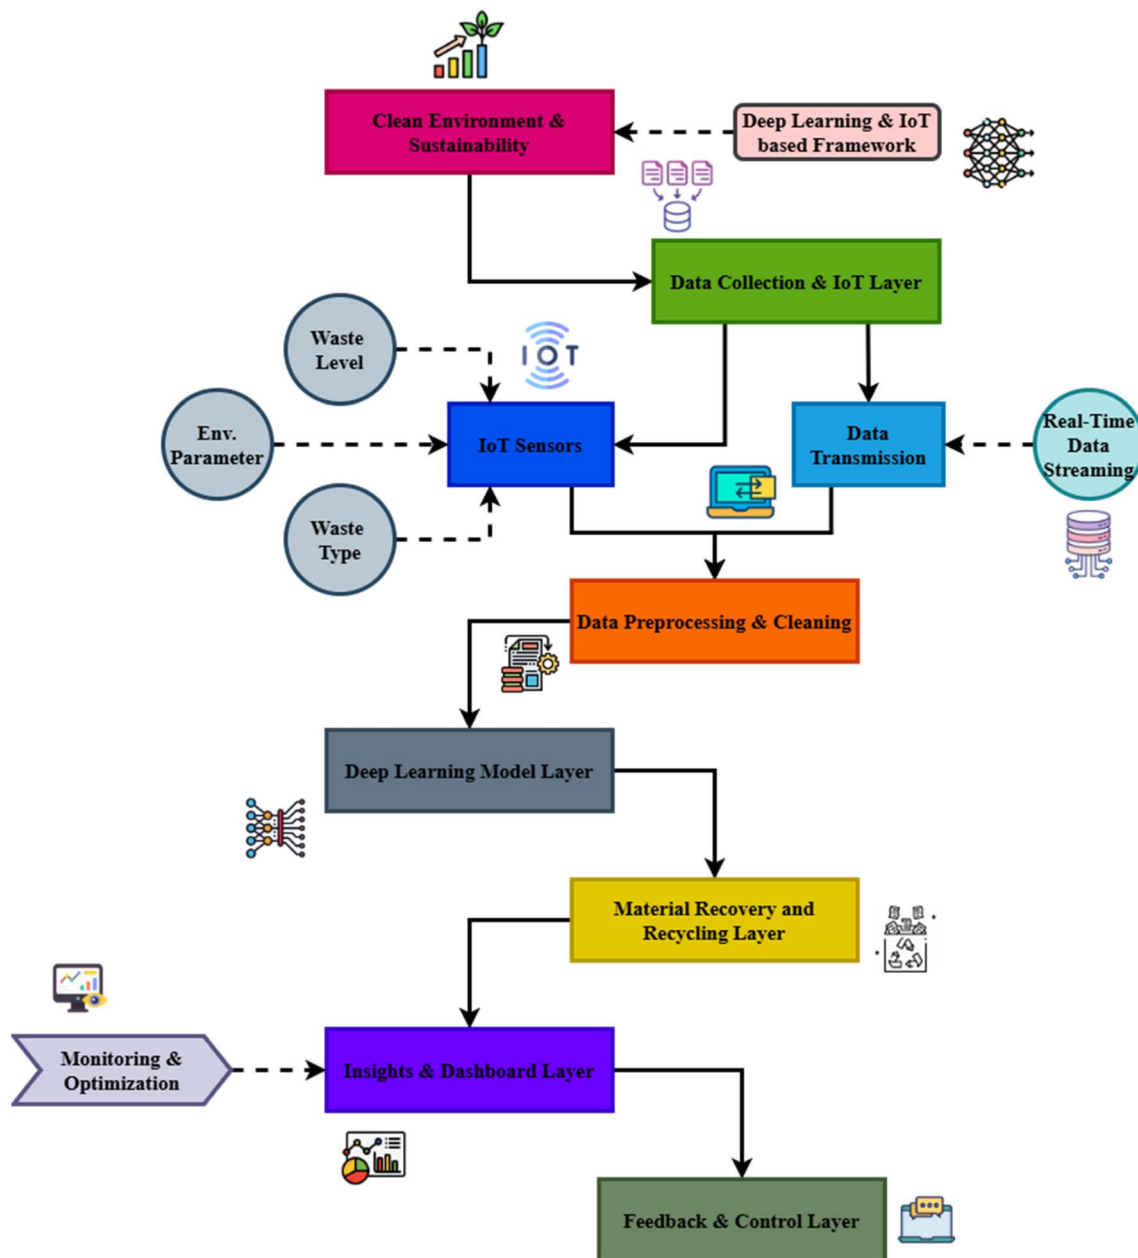 Clean Environment &
Sustainability
Deep Learning & IoT
based Framework
Data Collection & IoT Layer
Waste
Level
IOT
Env.
Parameter
IoT Sensors
Data
Transmission
Real-Time
Data
Streaming
Waste
Type
Data Preprocessing & Cleaning
Deep Learning Model Layer
Material Recovery and
Recycling Layer
Monitoring &
Optimization
Insights & Dashboard Layer
Feedback & Control Layer